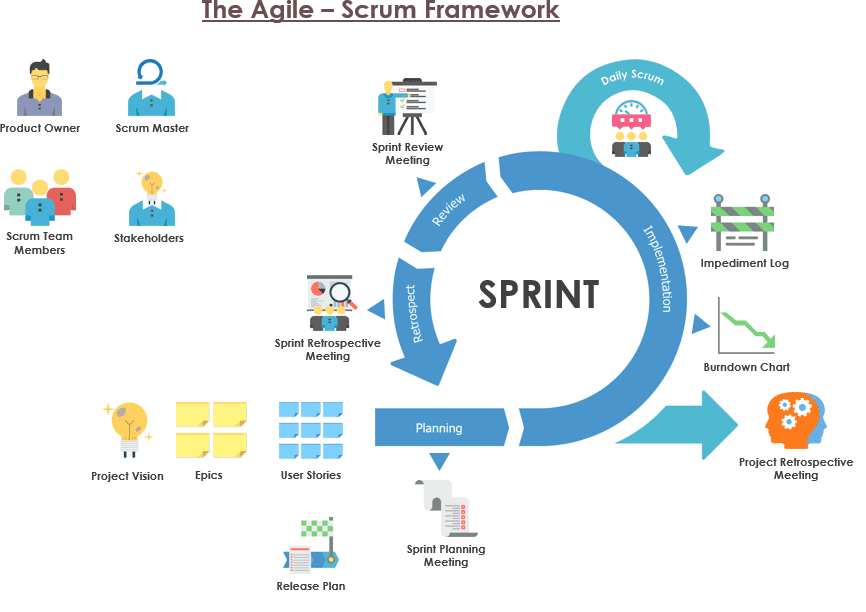 The Agile – Scrum Framework
Product Owner
Scrum Master
Scrum Team
Members
Stakeholders
Sprint Review
Meeting
Daily Scrum
Review
Implementation
Impediment Log
SPRINT
Retrospect
Sprint Retrospective
Meeting
Burndown Chart
Project Vision
Epics
User Stories
Planning
Project Retrospective
Meeting
Sprint Planning
Meeting
Release Plan